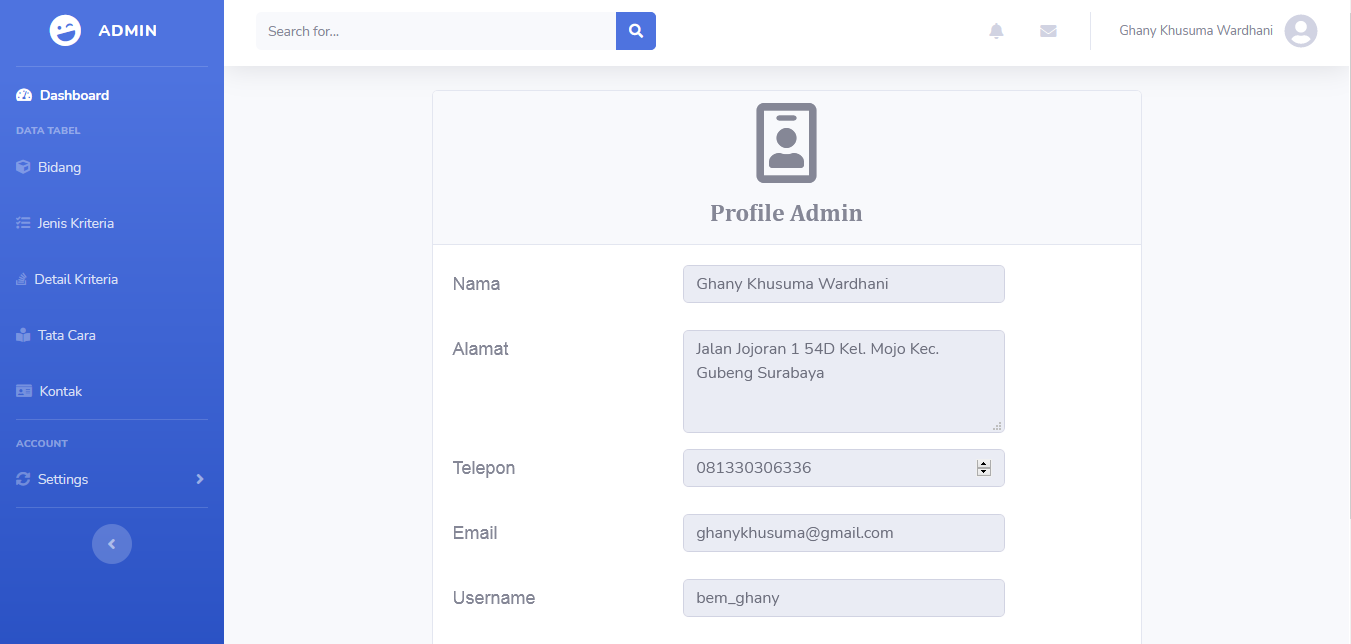 ADMIN
Search for...
Ghany Khusuma Wardhani
Dashboard
DATA TABEL
Bidang
Jenis Kriteria
Detail Kriteria
Tata Cara
Kontak
ACCOUNT
Settings
Profile Admin
Nama
Ghany Khusuma Wardhani
Alamat
Jalan Jojoran 1 54D Kel. Mojo Kec.
Gubeng Surabaya
Telepon
081330306336
Email
ghanykhusuma@gmail.com
Username
bem_ghany